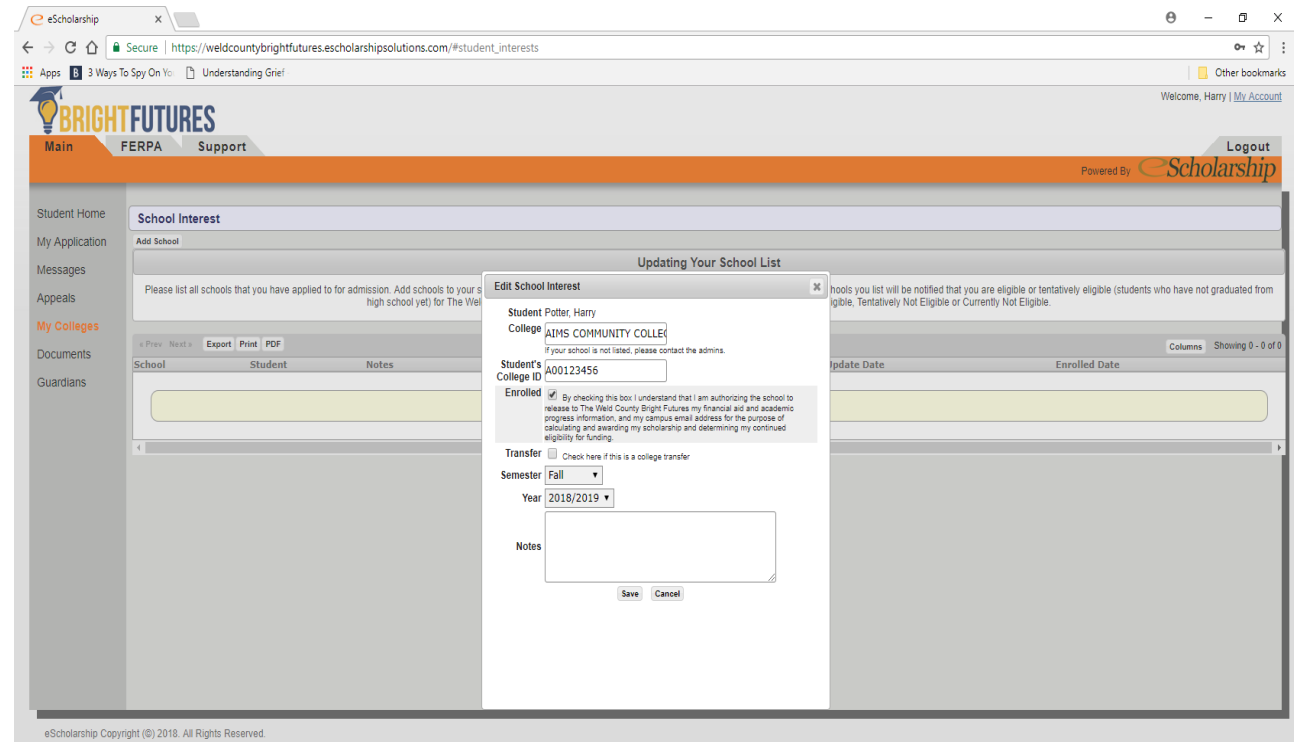 eScholarship
Secure | https://weldcountybrightfutures.escholarshipsolutions.com/#student_interests
Apps B 3 Ways To Spy On Yo Understanding Grief Other bookmarks
Welcome, Harry | My Account
BRIGHTFUTURES
Main FERPA Support Logout
Powered By eScholarship
Student Home
My Application
Messages
Appeals
My Colleges
Documents
Guardians
School Interest
Add School
Updating Your School List
Please list all schools that you have applied to for admission. Add schools to your s
hools you list will be notified that you are eligible or tentatively eligible (students who have not graduated from
high school yet) for The Wel
igible, Tentatively Not Eligible or Currently Not Eligible.
« Prev Next » Export Print PDF Columns Showing 0 - 0 of 0
School Student Notes Update Date Enrolled Date
Edit School Interest
Student Potter, Harry
College AIMS COMMUNITY COLLEG
If your school is not listed, please contact the admins.
Student's
College ID A00123456
Enrolled By checking this box I understand that I am authorizing the school to
release to The Weld County Bright Futures my financial aid and academic
progress information, and my campus email address for the purpose of
calculating and awarding my scholarship and determining my continued
eligibility for funding.
Transfer Check here if this is a college transfer
Semester Fall
Year 2018/2019
Notes
Save Cancel
eScholarship Copyright (©) 2018. All Rights Reserved.